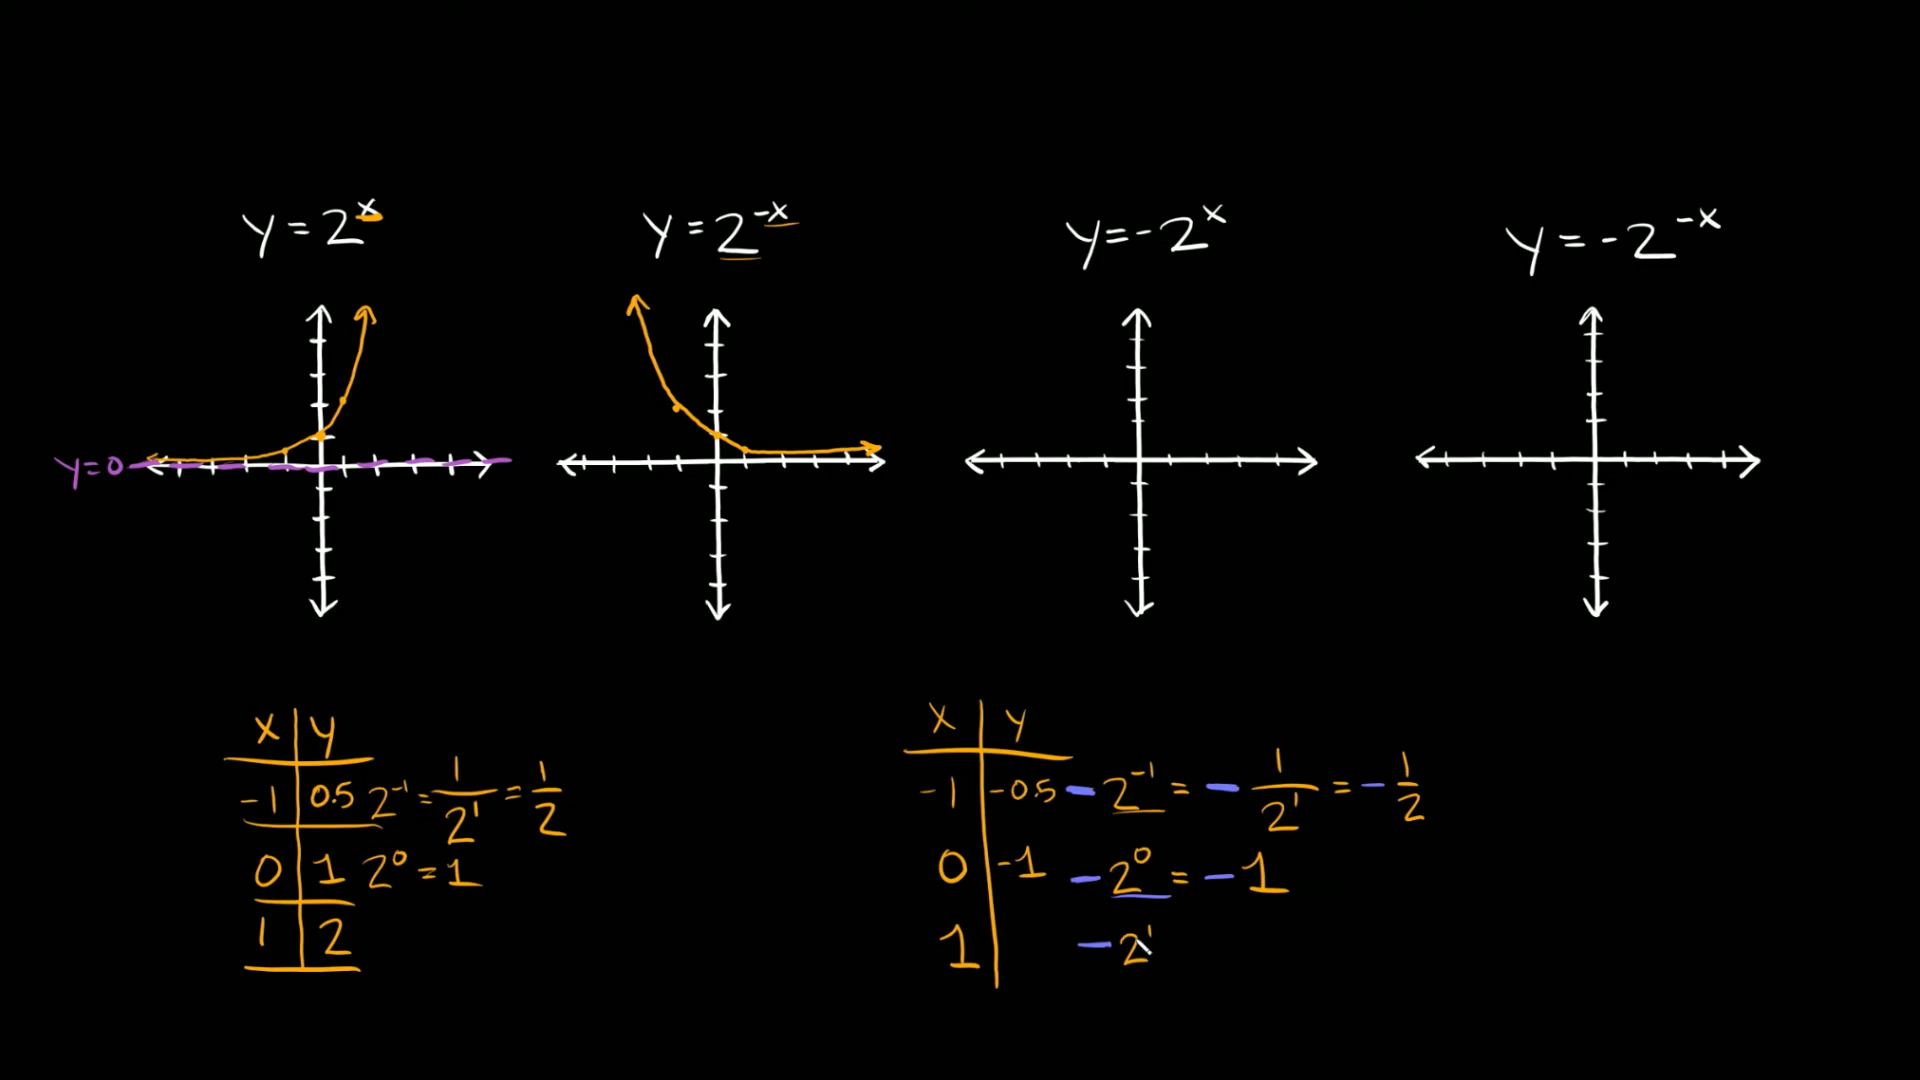 y = 2^x
y = 2^-x
y = -2^x
y = -2^-x
y=0
x y
-1 0.5 2^-1 = 1/2^1 = 1/2
0 1 2^0 = 1
1 2
x y
-1 -0.5 -2^-1 = -1/2^1 = -1/2
0 -1 -2^0 = -1
1 -2^1